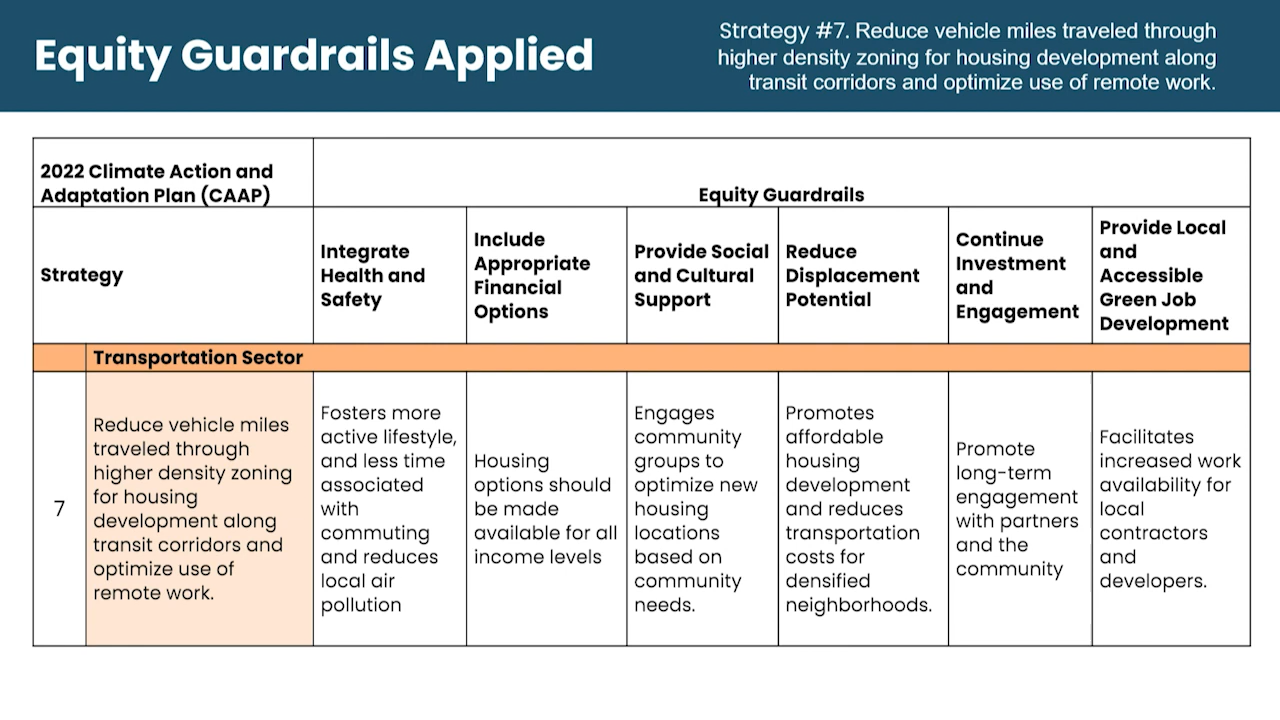 Equity Guardrails Applied
Strategy #7. Reduce vehicle miles traveled through
higher density zoning for housing development along
transit corridors and optimize use of remote work.
2022 Climate Action and
Adaptation Plan (CAAP)
Equity Guardrails
Strategy
Integrate
Health and
Safety
Include
Appropriate
Financial
Options
Provide Social
and Cultural
Support
Reduce
Displacement
Potential
Continue
Investment
and
Engagement
Provide Local
and
Accessible
Green Job
Development
Transportation Sector
7
Reduce vehicle miles
traveled through
higher density zoning
for housing
development along
transit corridors and
optimize use of
remote work.
Fosters more
active lifestyle,
and less time
associated
with
commuting
and reduces
local air
pollution
Housing
options should
be made
available for all
income levels
Engages
community
groups to
optimize new
housing
locations
based on
community
needs.
Promotes
affordable
housing
development
and reduces
transportation
costs for
densified
neighborhoods.
Promote
long-term
engagement
with partners
and the
community
Facilitates
increased work
availability for
local
contractors
and
developers.